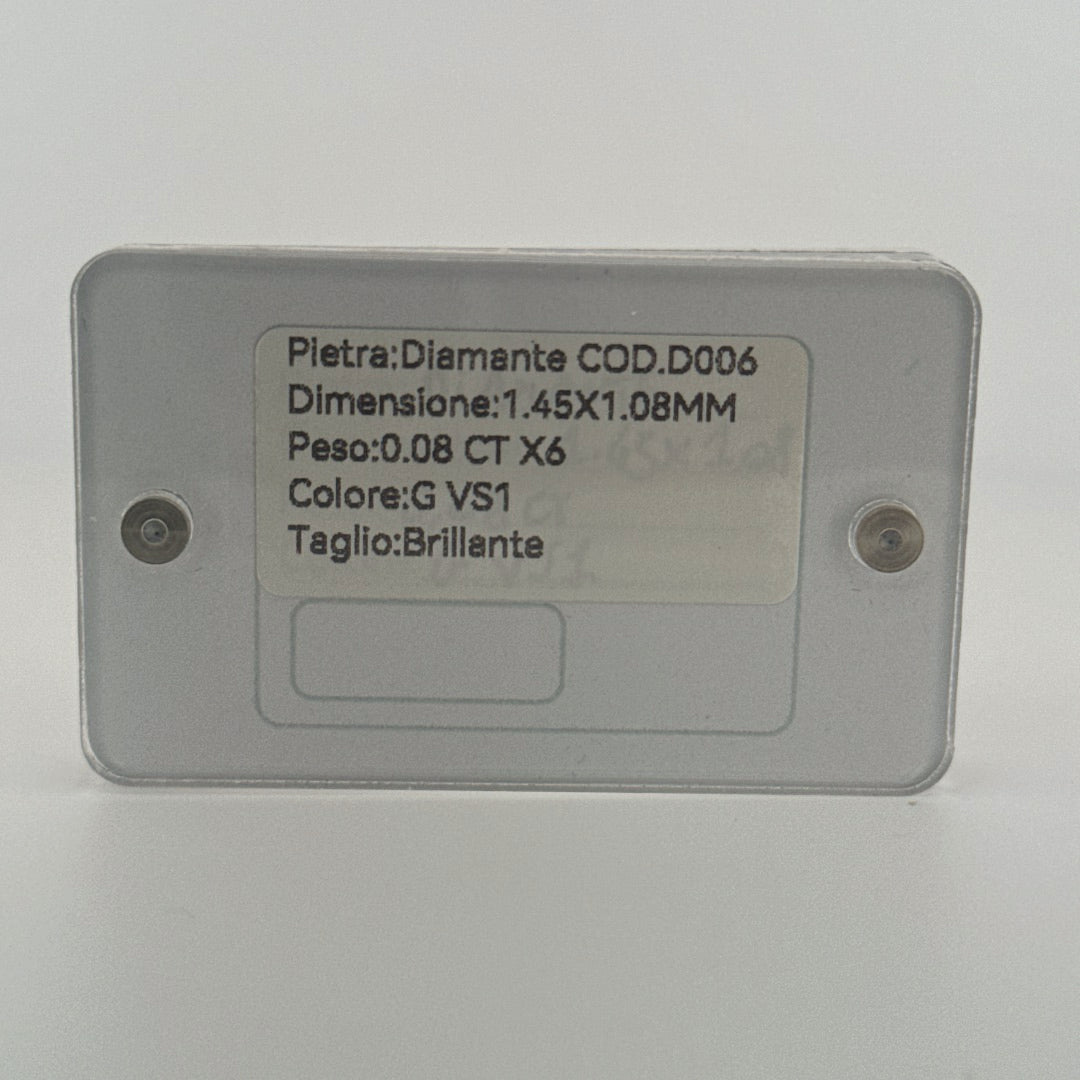 Pietra:Diamante COD.D006
Dimensione:1.45X1.08MM
Peso:0.08 CT X6
Colore:G VS1
Taglio:Brillante